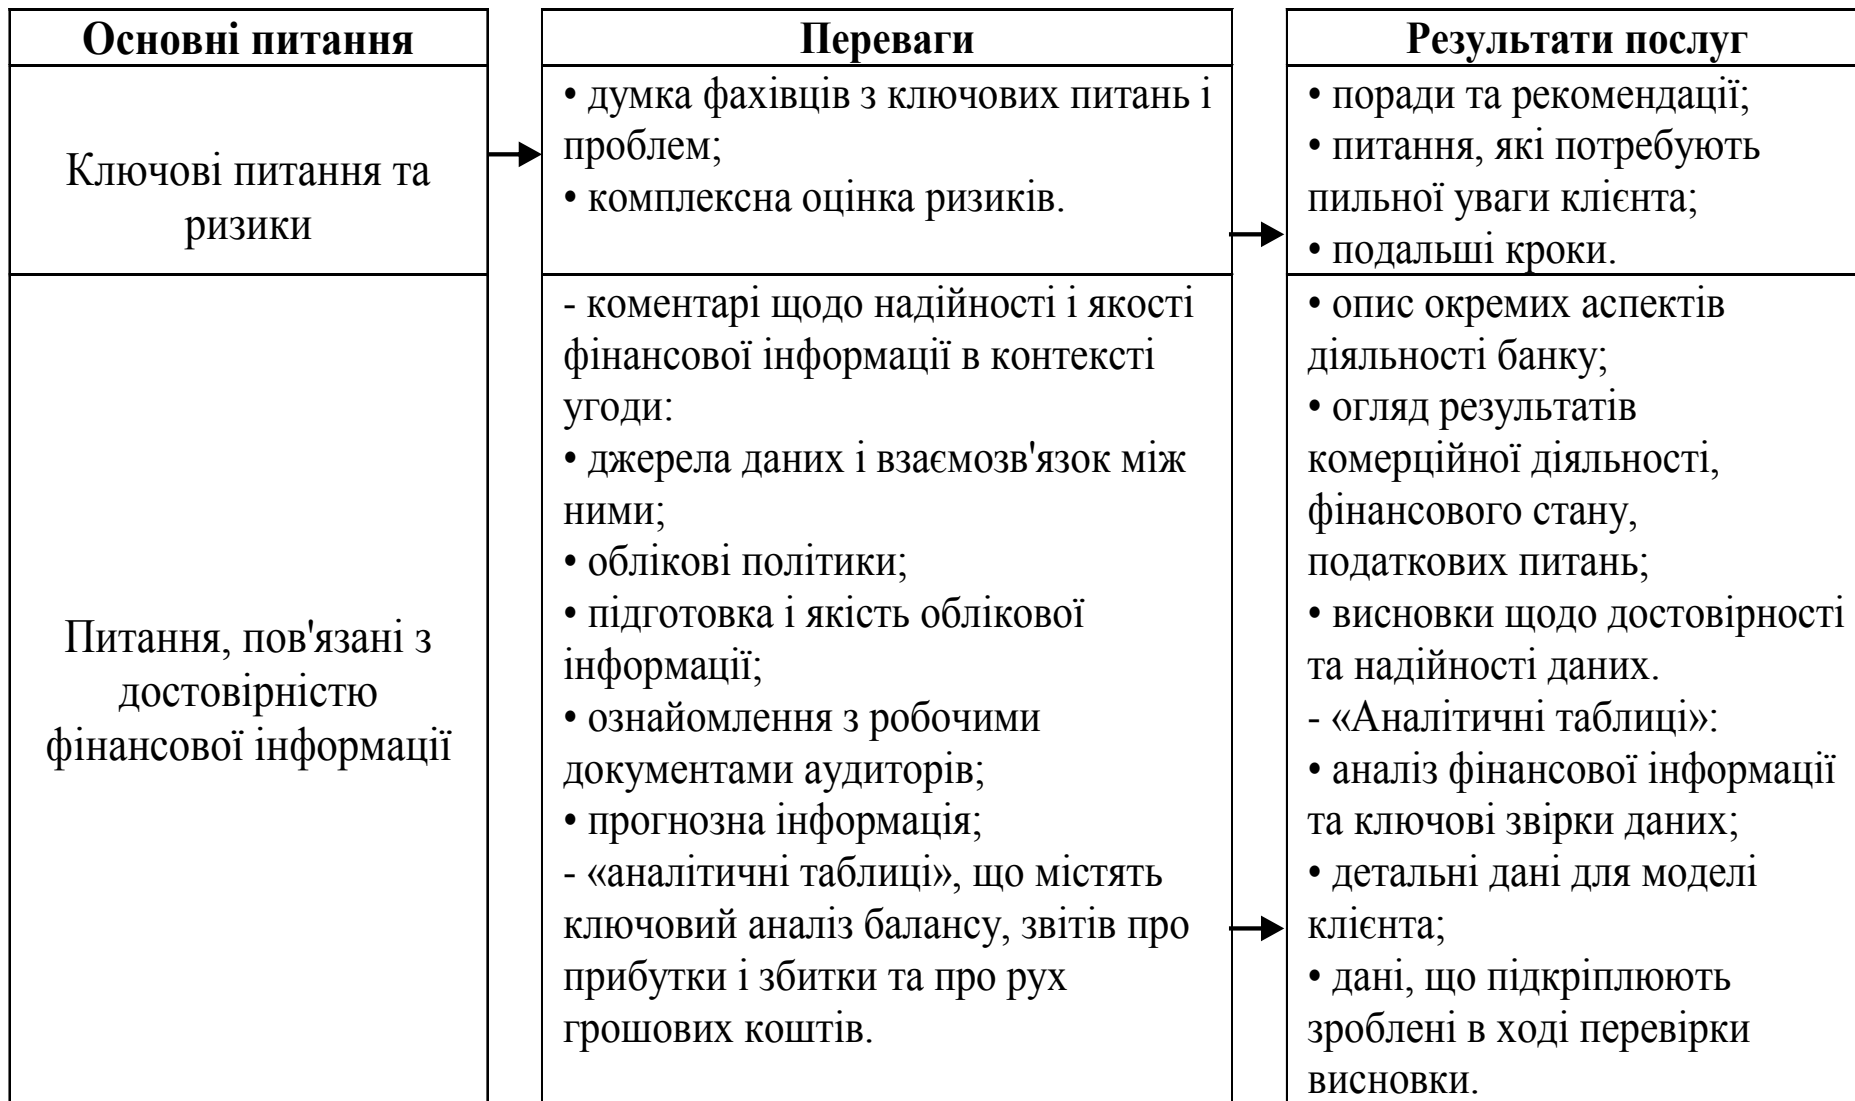 Основні питання
Переваги
Результати послуг
Ключові питання та
ризики
• думка фахівців з ключових питань і
проблем;
• комплексна оцінка ризиків.
• поради та рекомендації;
• питання, які потребують
пильної уваги клієнта;
• подальші кроки.
Питання, пов'язані з
достовірністю
фінансової інформації
- коментарі щодо надійності і якості
фінансової інформації в контексті
угоди:
• джерела даних і взаємозв'язок між
ними;
• облікові політики;
• підготовка і якість облікової
інформації;
• ознайомлення з робочими
документами аудиторів;
• прогнозна інформація;
- «аналітичні таблиці», що містять
ключовий аналіз балансу, звітів про
прибутки і збитки та про рух
грошових коштів.
• опис окремих аспектів
діяльності банку;
• огляд результатів
комерційної діяльності,
фінансового стану,
податкових питань;
• висновки щодо достовірності
та надійності даних.
- «Аналітичні таблиці»:
• аналіз фінансової інформації
та ключові звірки даних;
• детальні дані для моделі
клієнта;
• дані, що підкріплюють
зроблені в ході перевірки
висновки.